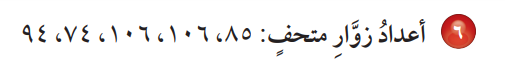 ٦ أعدادُ زوَّارِ متحفٍ: ٨٥، ١٠٦، ١٠٦، ٧٤، ٩٤